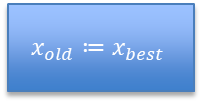 x_old := x_best